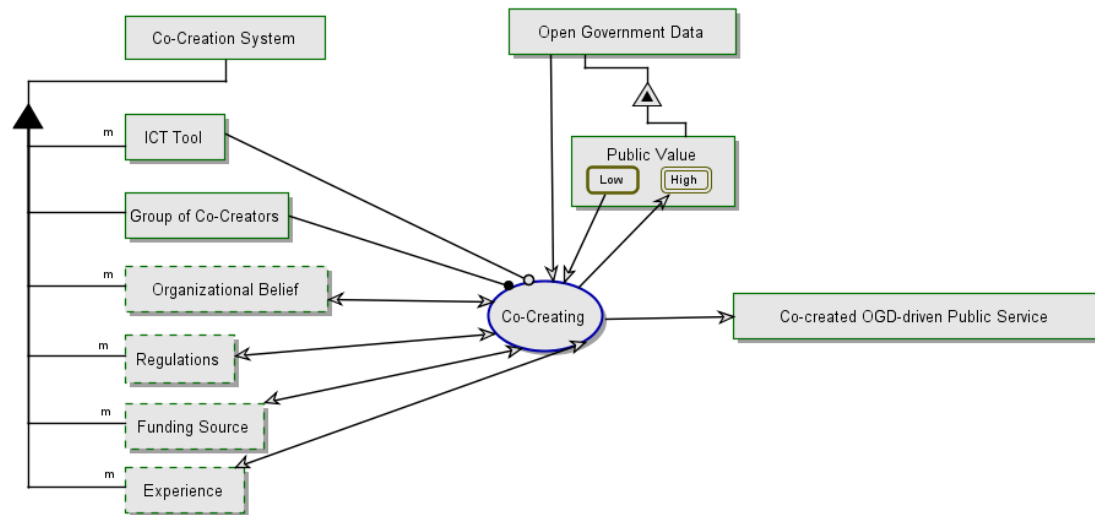 Co-Creation System
Open Government Data
m
ICT Tool
Public Value
Low
High
Group of Co-Creators
m
Organizational Belief
Co-Creating
Co-created OGD-driven Public Service
m
Regulations
m
Funding Source
m
Experience